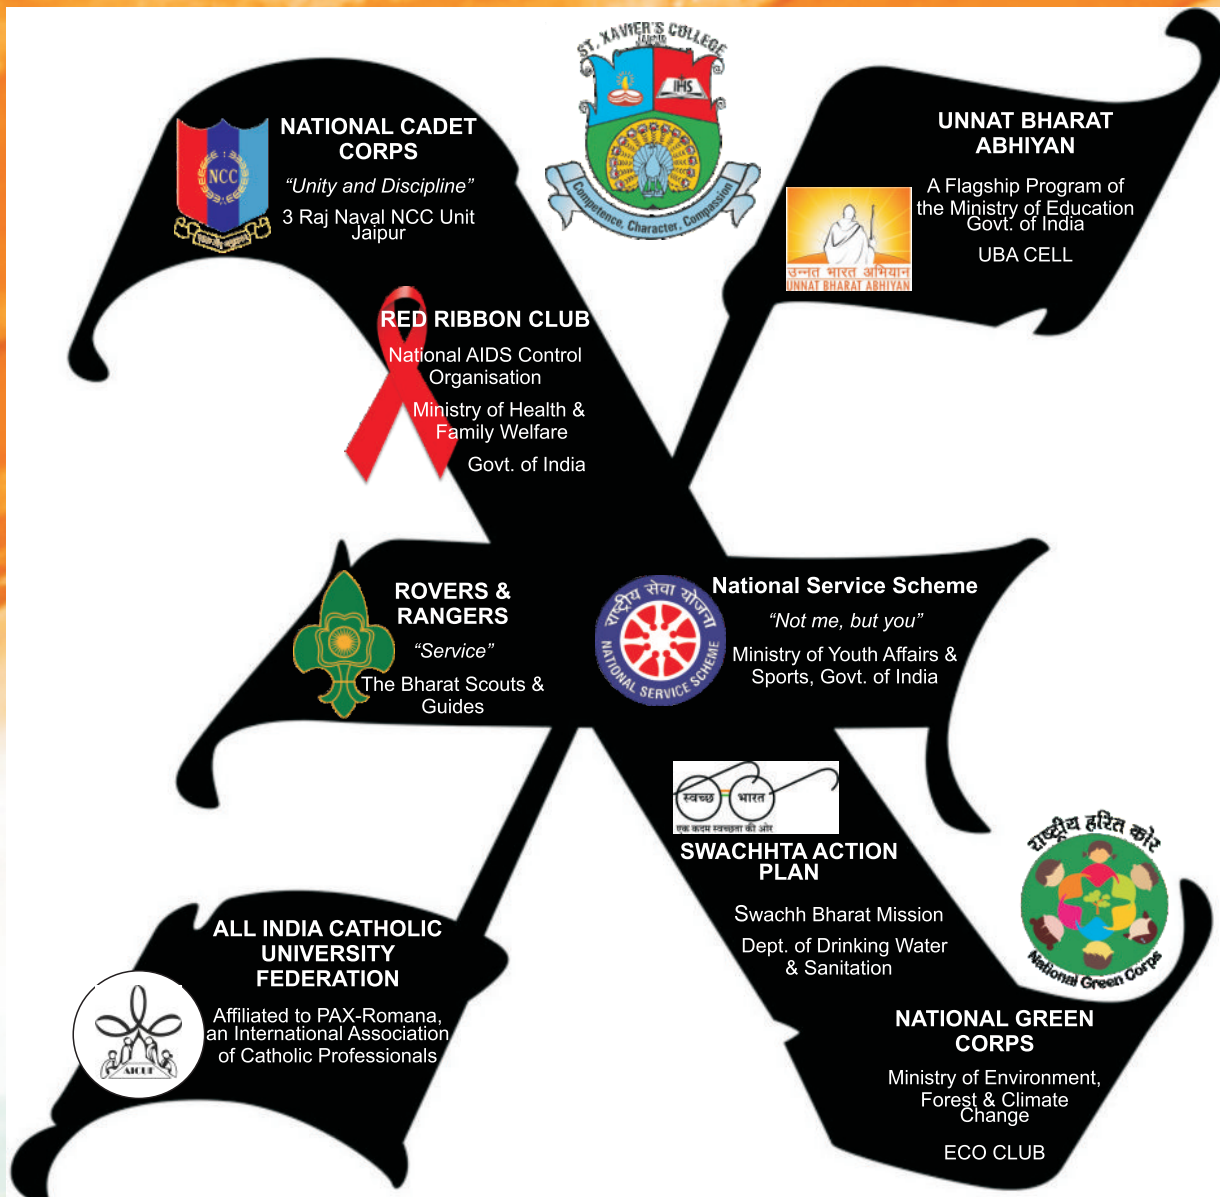 ST. XAVIER'S COLLEGE
JAIPUR
IHS
Competence, Character, Compassion
NCC
NATIONAL CADET
CORPS
“Unity and Discipline”
3 Raj Naval NCC Unit
Jaipur
UNNAT BHARAT
ABHIYAN
A Flagship Program of
the Ministry of Education
Govt. of India
UBA CELL
उन्नत भारत अभियान
UNNAT BHARAT ABHIYAN
RED RIBBON CLUB
National AIDS Control
Organisation
Ministry of Health &
Family Welfare
Govt. of India
ROVERS &
RANGERS
“Service”
The Bharat Scouts &
Guides
राष्ट्रीय सेवा योजना
NATIONAL SERVICE SCHEME
National Service Scheme
“Not me, but you”
Ministry of Youth Affairs &
Sports, Govt. of India
स्वच्छ भारत
एक कदम स्वच्छता की ओर
SWACHHTA ACTION
PLAN
Swachh Bharat Mission
Dept. of Drinking Water
& Sanitation
ALL INDIA CATHOLIC
UNIVERSITY
FEDERATION
Affiliated to PAX-Romana,
an International Association
of Catholic Professionals
AICUF
राष्ट्रीय हरित कोर
National Green Corps
NATIONAL GREEN
CORPS
Ministry of Environment,
Forest & Climate
Change
ECO CLUB